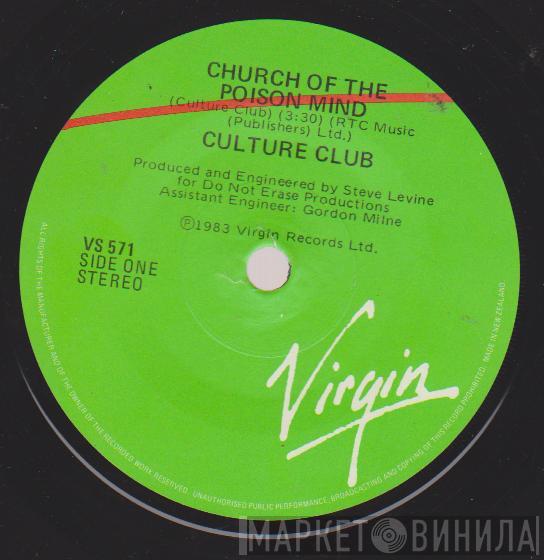 CHURCH OF THE
POISON MIND
(Culture Club) (3:30) (RTC Music
(Publishers) Ltd.)
CULTURE CLUB
Produced and Engineered by Steve Levine
for Do Not Erase Productions
Assistant Engineer: Gordon Milne
℗1983 Virgin Records Ltd.
VS 571
SIDE ONE
STEREO
Virgin
ALL RIGHTS OF THE MANUFACTURER AND OF THE OWNER OF THE RECORDED WORK RESERVED. UNAUTHORISED PUBLIC PERFORMANCE, BROADCASTING AND COPYING OF THIS RECORD PROHIBITED. MADE IN NEW ZEALAND
МАРКЕТ ВИНИЛА